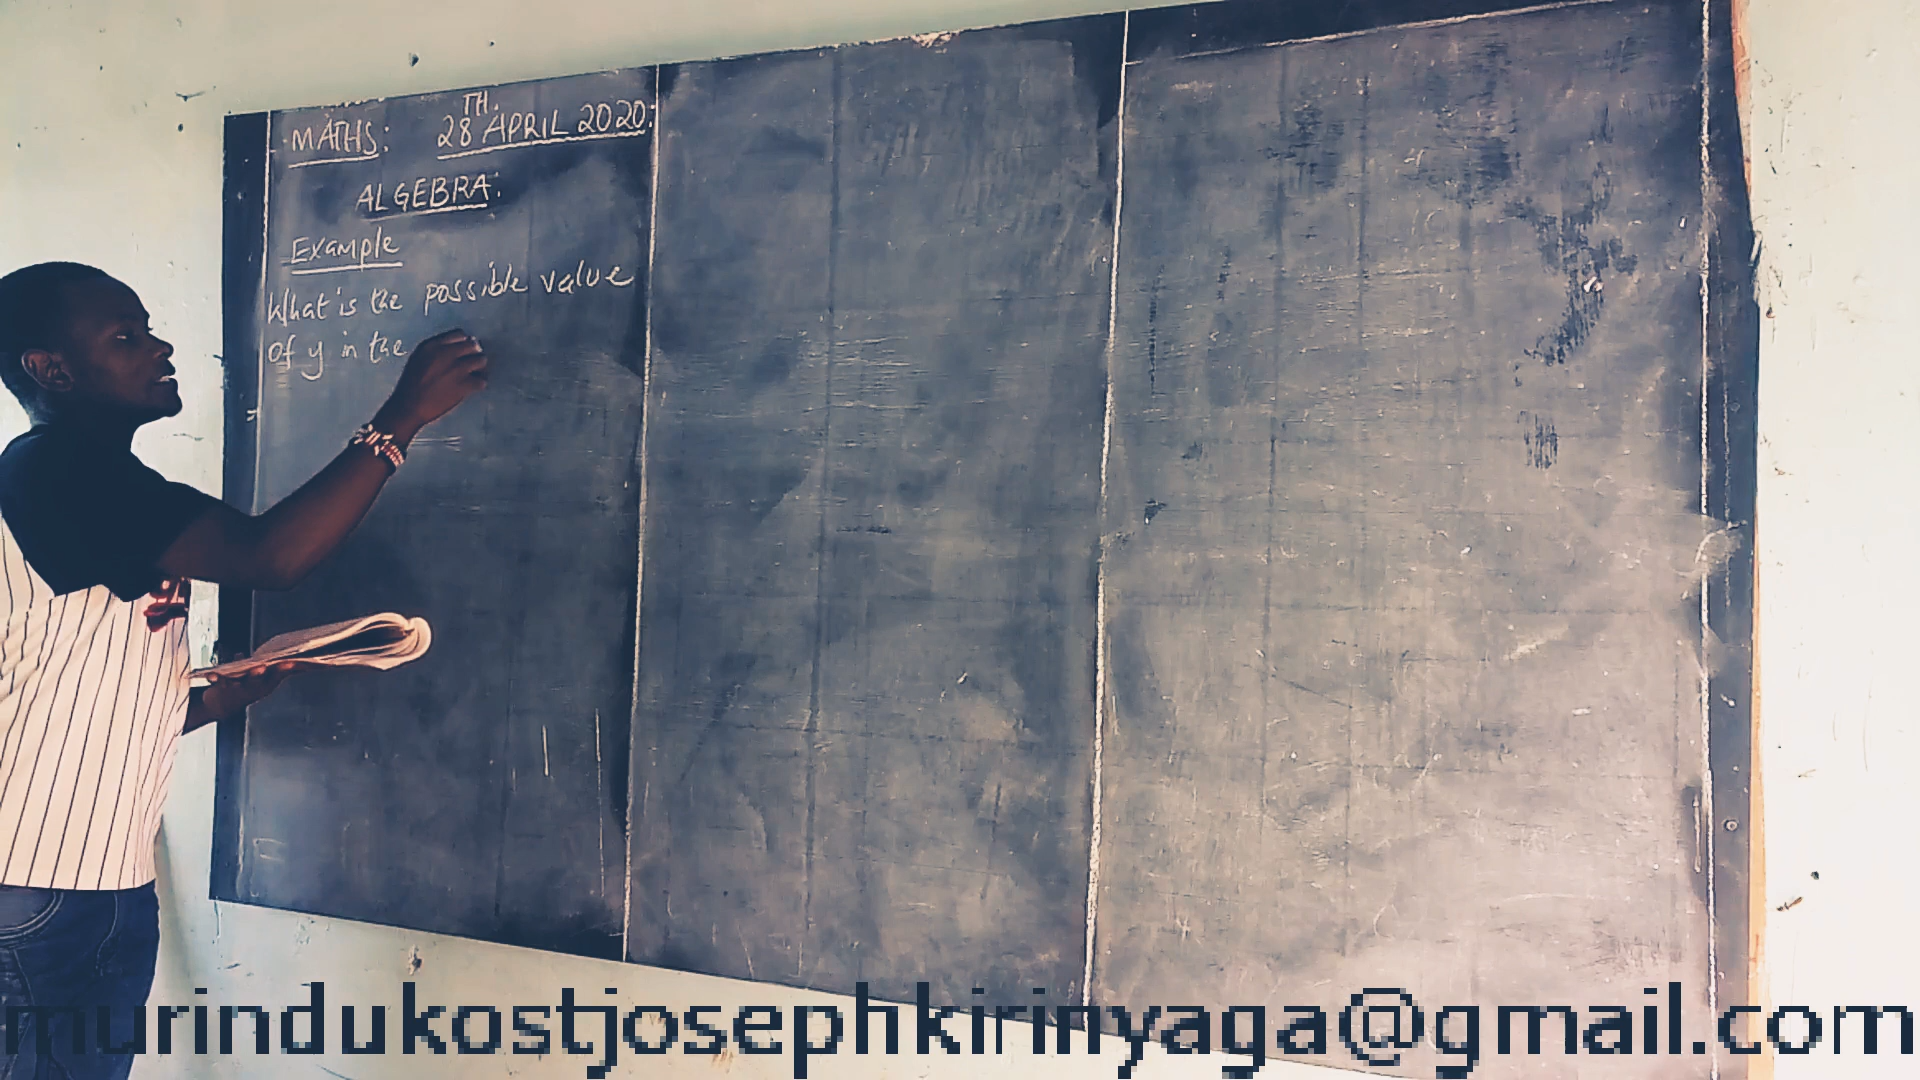 MATHS: 28TH. APRIL 2020:
ALGEBRA:
Example
What is the possible value
Of y in the
murindukostjosephkirinyaga@gmail.com